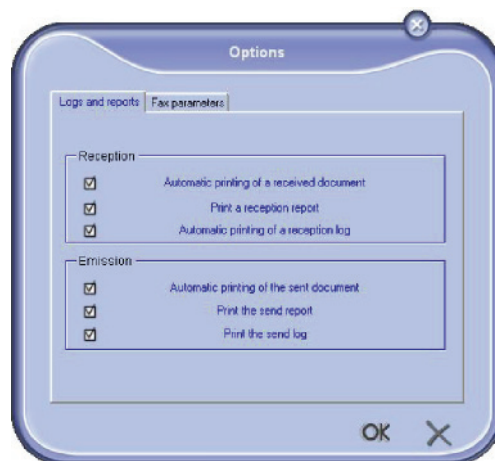 Options
Logs and reports Fax parameters
Reception
Automatic printing of a received document
Print a reception report
Automatic printing of a reception log
Emission
Automatic printing of the sent document
Print the send report
Print the send log
OK